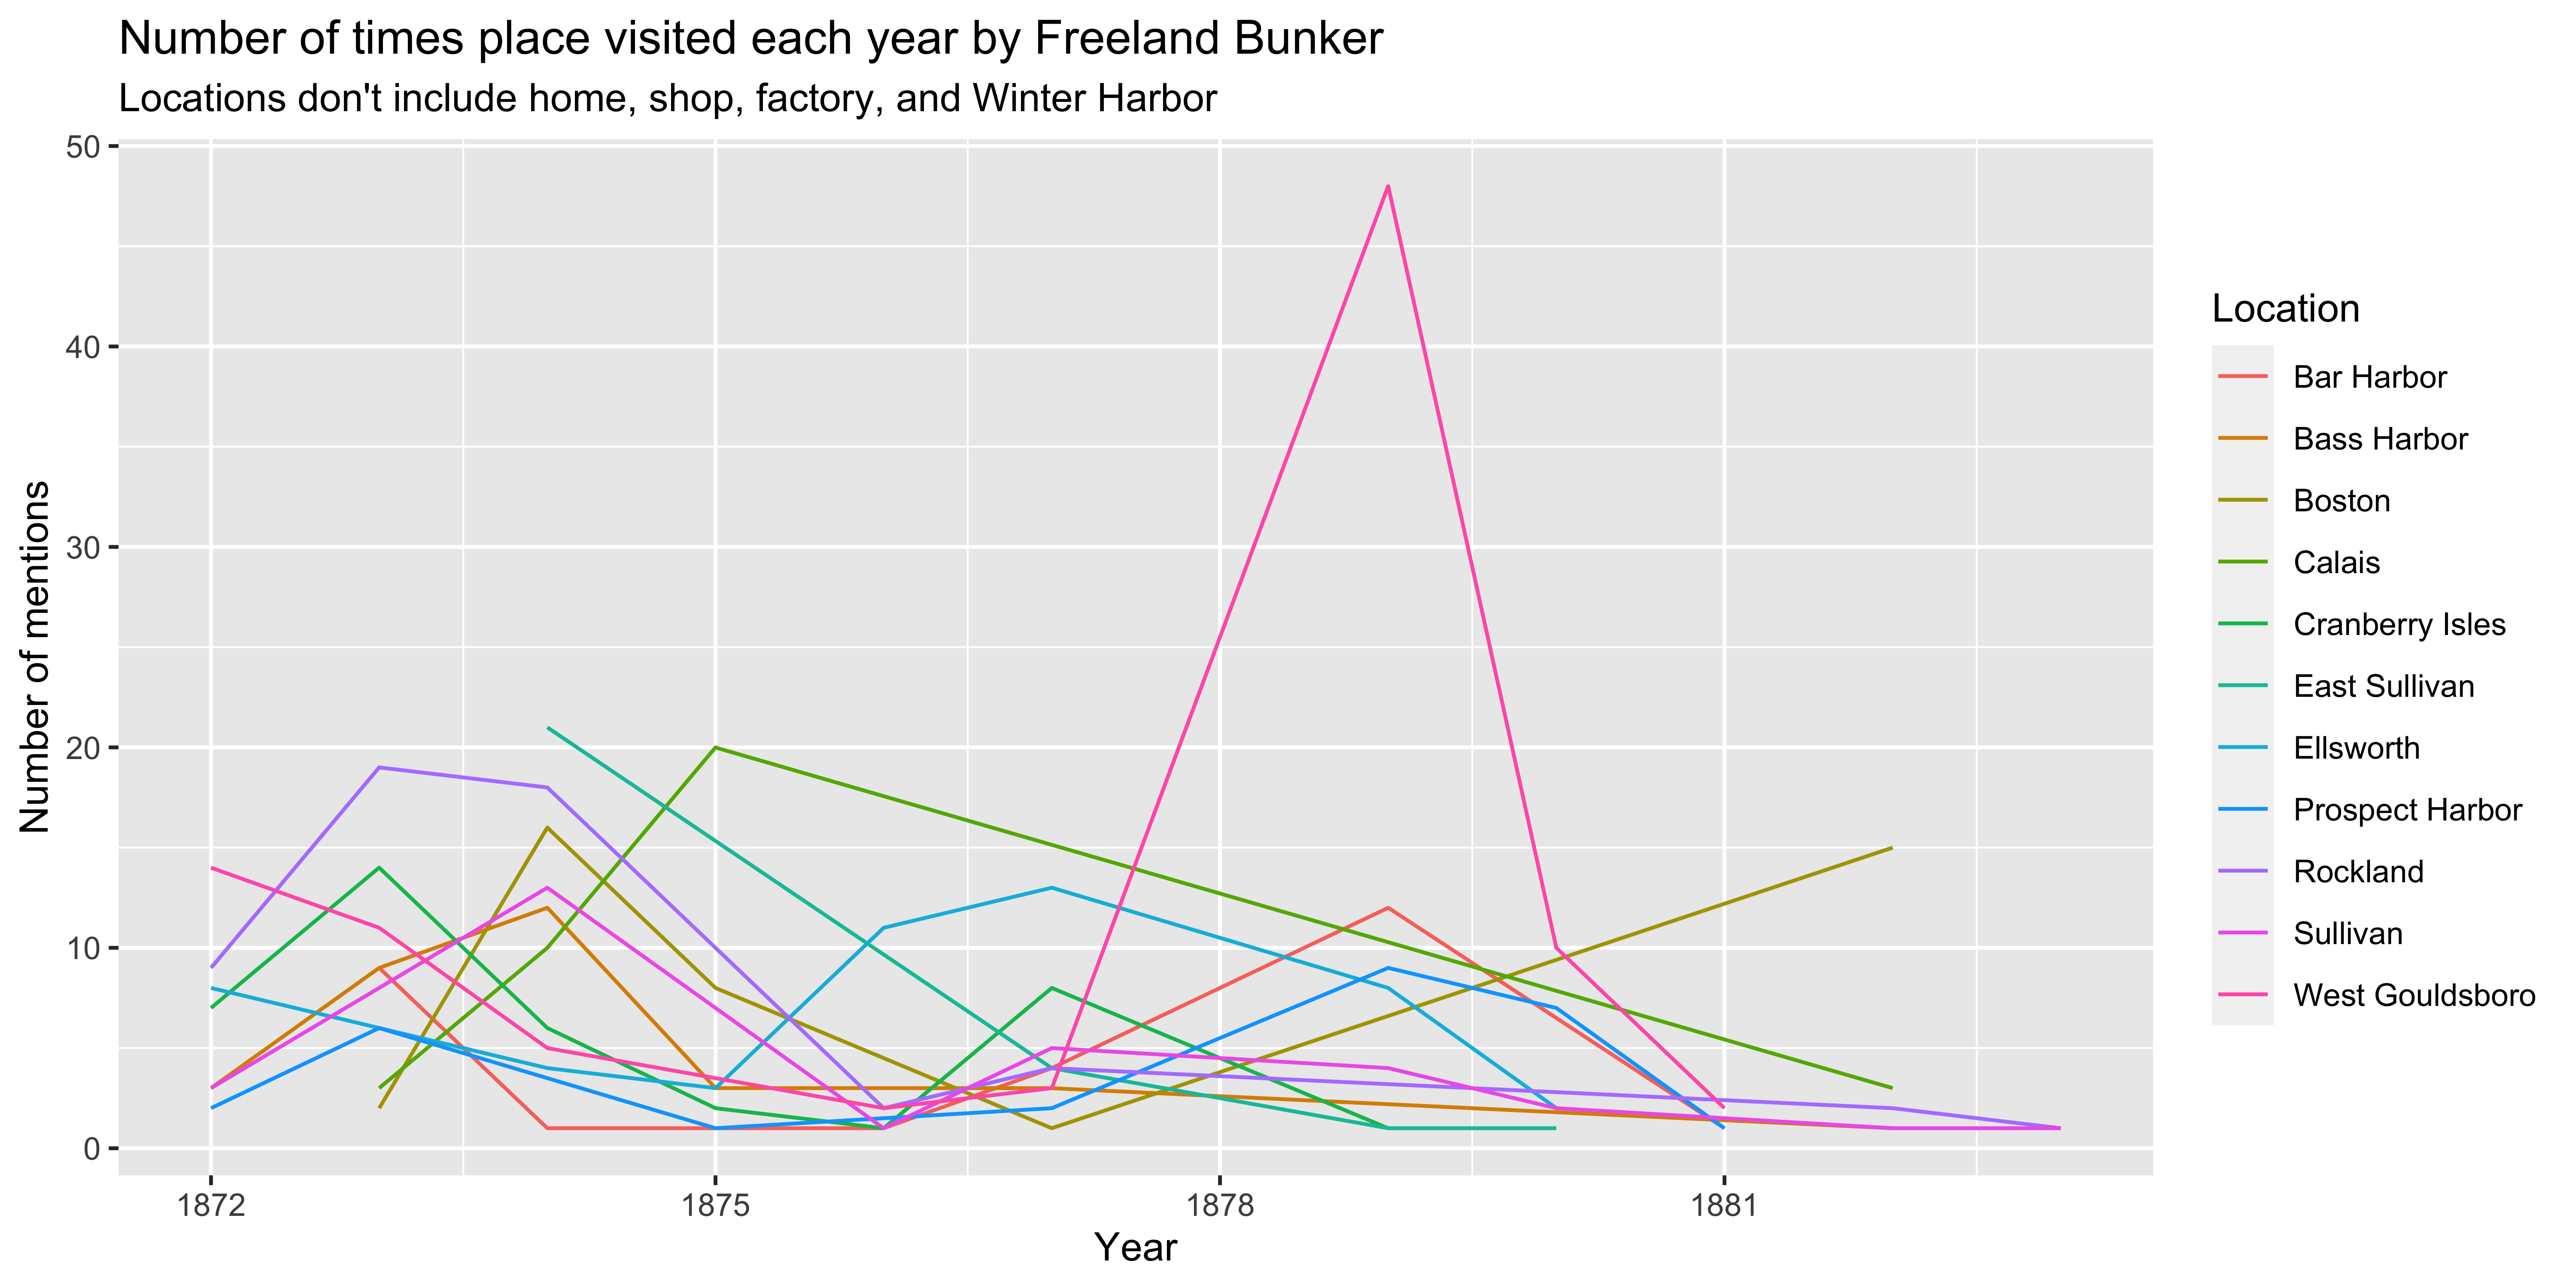 Number of times place visited each year by Freeland Bunker
Locations don't include home, shop, factory, and Winter Harbor
50
40
30
20
10
0
Number of mentions
1872
1875
1878
1881
Year
Location
Bar Harbor
Bass Harbor
Boston
Calais
Cranberry Isles
East Sullivan
Ellsworth
Prospect Harbor
Rockland
Sullivan
West Gouldsboro